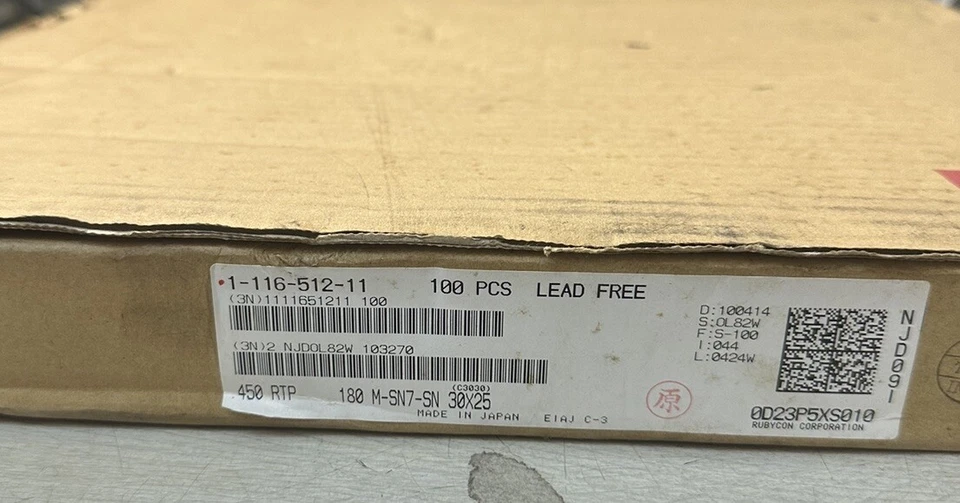 1-116-512-11 100 PCS LEAD FREE
(3N)1111651211 100
(3N)2 NJDOL82W 103270
450 RTP 180 M-SN7-SN 30X25
(C3030)
MADE IN JAPAN EIAJ C-3
D:100414
S:OL82W
F:S-100
I:044
L:0424W
NJD09I
原
0D23P5XS010
RUBYCON CORPORATION